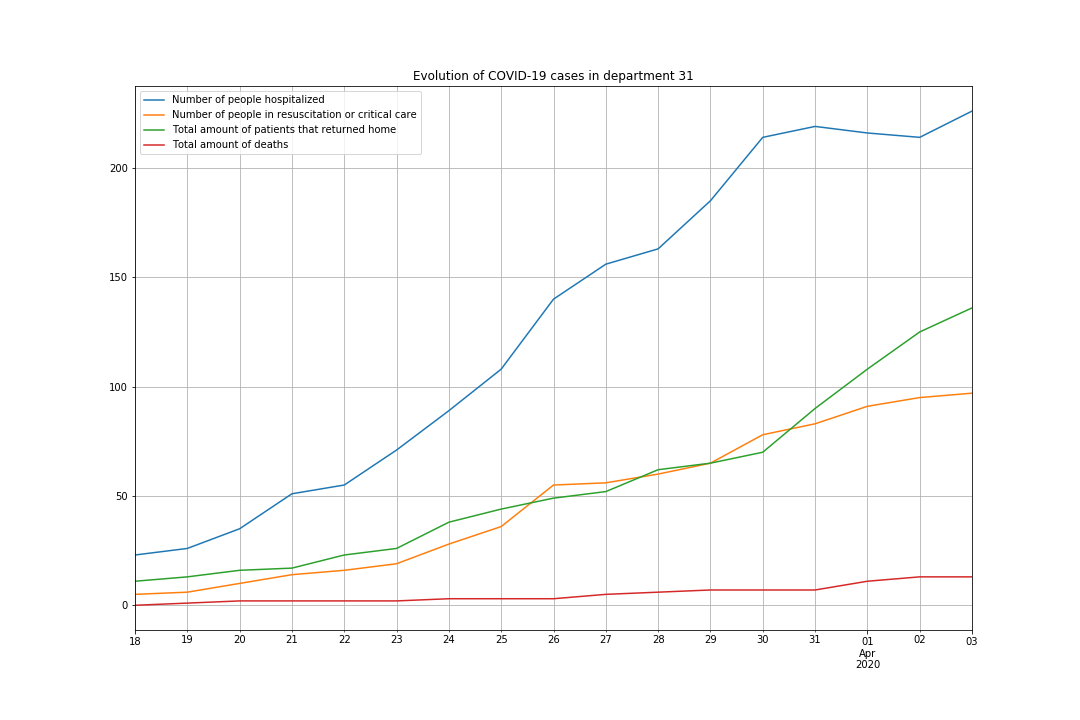 Evolution of COVID-19 cases in department 31
Number of people hospitalized
Number of people in resuscitation or critical care
Total amount of patients that returned home
Total amount of deaths
200
150
100
50
0
18 19 20 21 22 23 24 25 26 27 28 29 30 31 01 02 03
Apr
2020